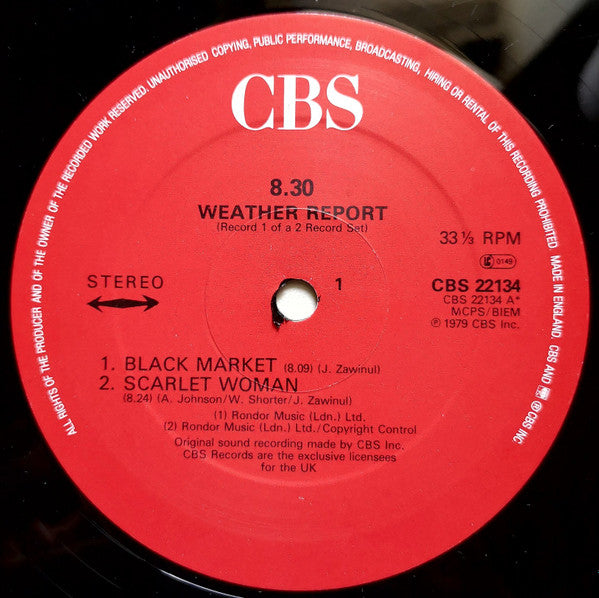 ALL RIGHTS OF THE PRODUCER AND OF THE OWNER OF THE RECORDED WORK RESERVED. UNAUTHORISED COPYING, PUBLIC PERFORMANCE, BROADCASTING, HIRING OR RENTAL OF THIS RECORDING PROHIBITED. MADE IN ENGLAND. CBS AND ® CBS INC
CBS
8.30
WEATHER REPORT
(Record 1 of a 2 Record Set)
33⅓ RPM
0149
STEREO
1
CBS 22134
CBS 22134 A*
MCPS/BIEM
℗ 1979 CBS Inc.
1. BLACK MARKET (8.09) (J. Zawinul)
2. SCARLET WOMAN
(8.24) (A. Johnson/W. Shorter/J. Zawinul)
(1) Rondor Music (Ldn.) Ltd.
(2) Rondor Music (Ldn.) Ltd./Copyright Control
Original sound recording made by CBS Inc.
CBS Records are the exclusive licensees
for the UK